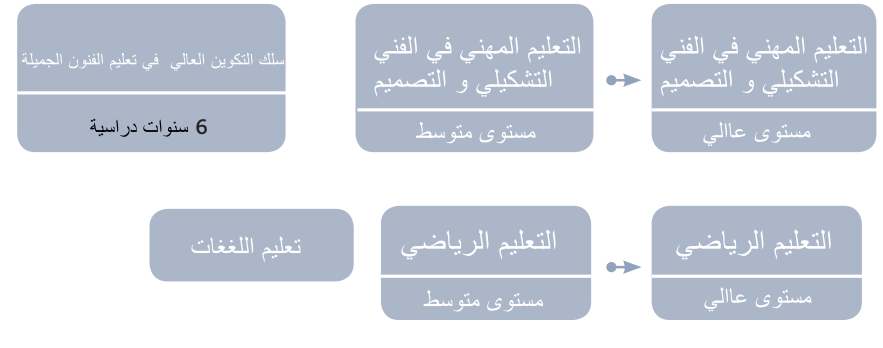 التعليم المهني في الفني
التشكيلي و التصميم
مستوى عاالي
التعليم المهني في الفني
التشكيلي و التصميم
مستوى متوسط
سلك التكوين العالي في تعليم الفنون الجميلة
6 سنوات دراسية
التعليم الرياضي
مستوى عاالي
التعليم الرياضي
مستوى متوسط
تعليم اللغغات